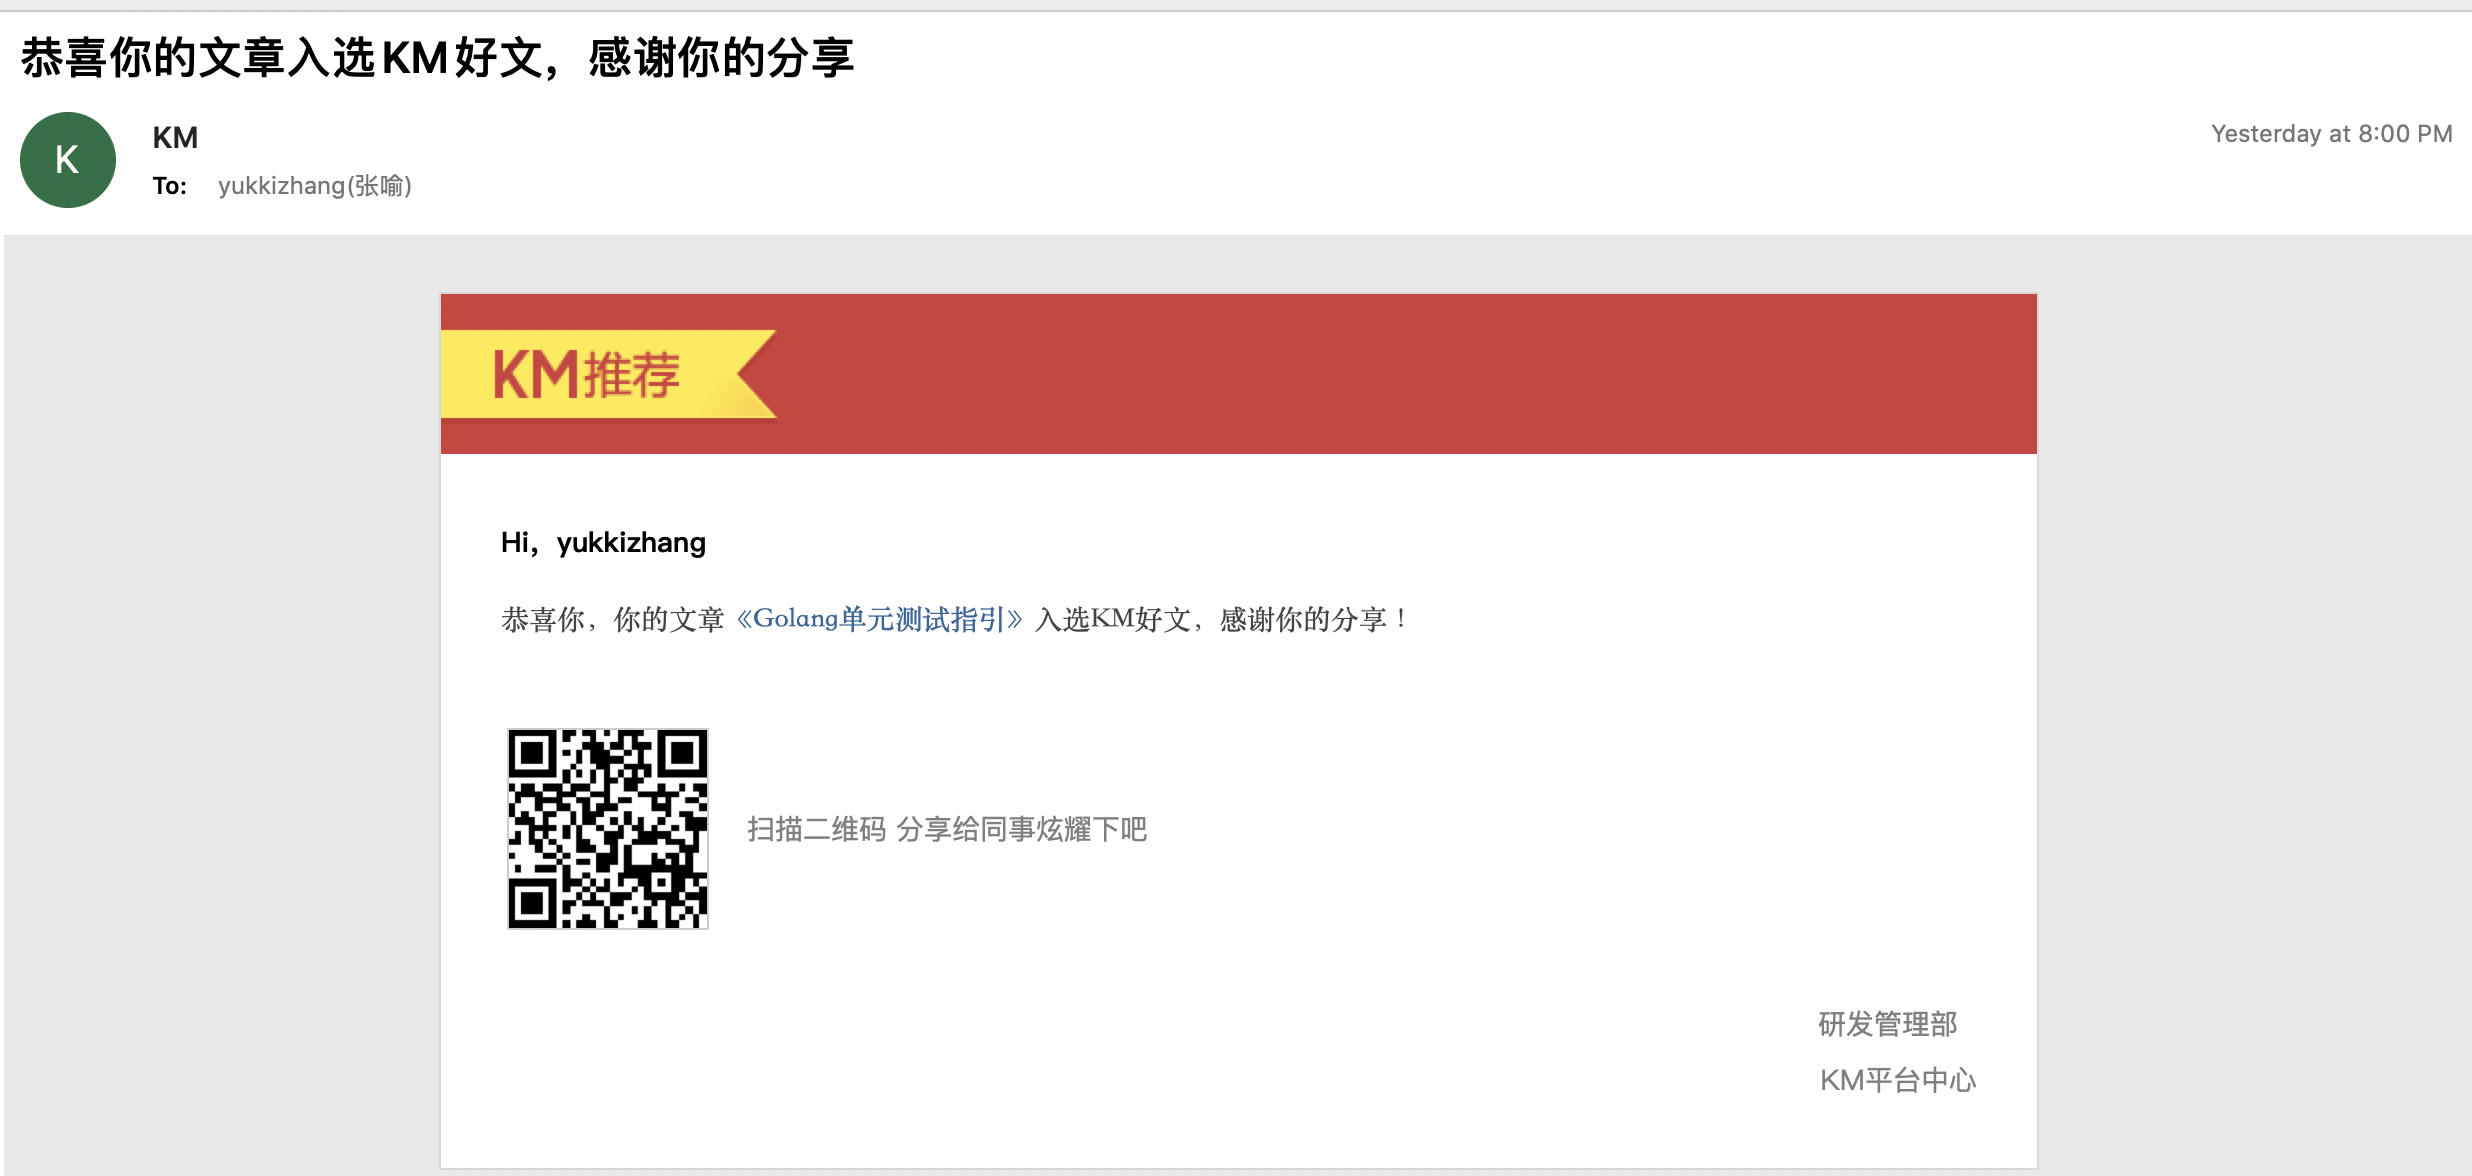 恭喜你的文章入选KM好文，感谢你的分享
K
KM
Yesterday at 8:00 PM
To: yukkizhang(张喻)
KM推荐
Hi，yukkizhang
恭喜你，你的文章《Golang单元测试指引》入选KM好文，感谢你的分享！
扫描二维码 分享给同事炫耀下吧
研发管理部
KM平台中心